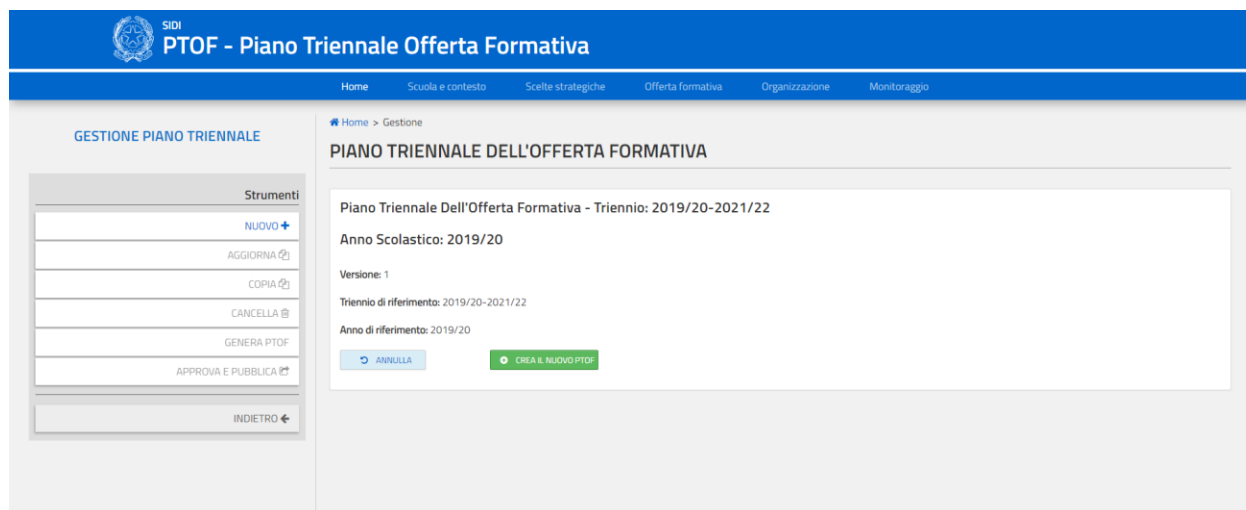 SIDI
PTOF - Piano Triennale Offerta Formativa
Home Scuola e contesto Scelte strategiche Offerta formativa Organizzazione Monitoraggio
GESTIONE PIANO TRIENNALE
Strumenti
NUOVO
AGGIORNA
COPIA
CANCELLA
GENERA PTOF
APPROVA E PUBBLICA
INDIETRO
Home > Gestione
PIANO TRIENNALE DELL'OFFERTA FORMATIVA
Piano Triennale Dell'Offerta Formativa - Triennio: 2019/20-2021/22
Anno Scolastico: 2019/20
Versione: 1
Triennio di riferimento: 2019/20-2021/22
Anno di riferimento: 2019/20
ANNULLA CREA IL NUOVO PTOF